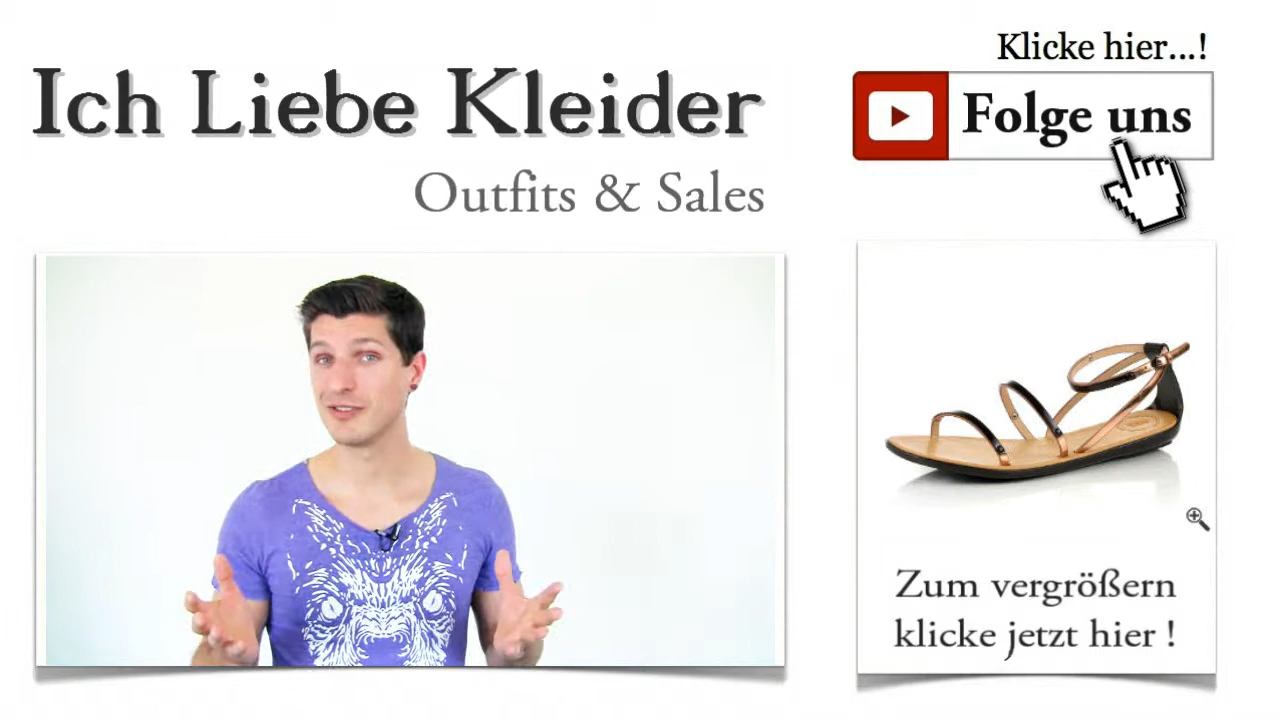 Ich Liebe Kleider
Outfits & Sales
Klicke hier...!
Folge uns
Zum vergrößern
klicke jetzt hier !